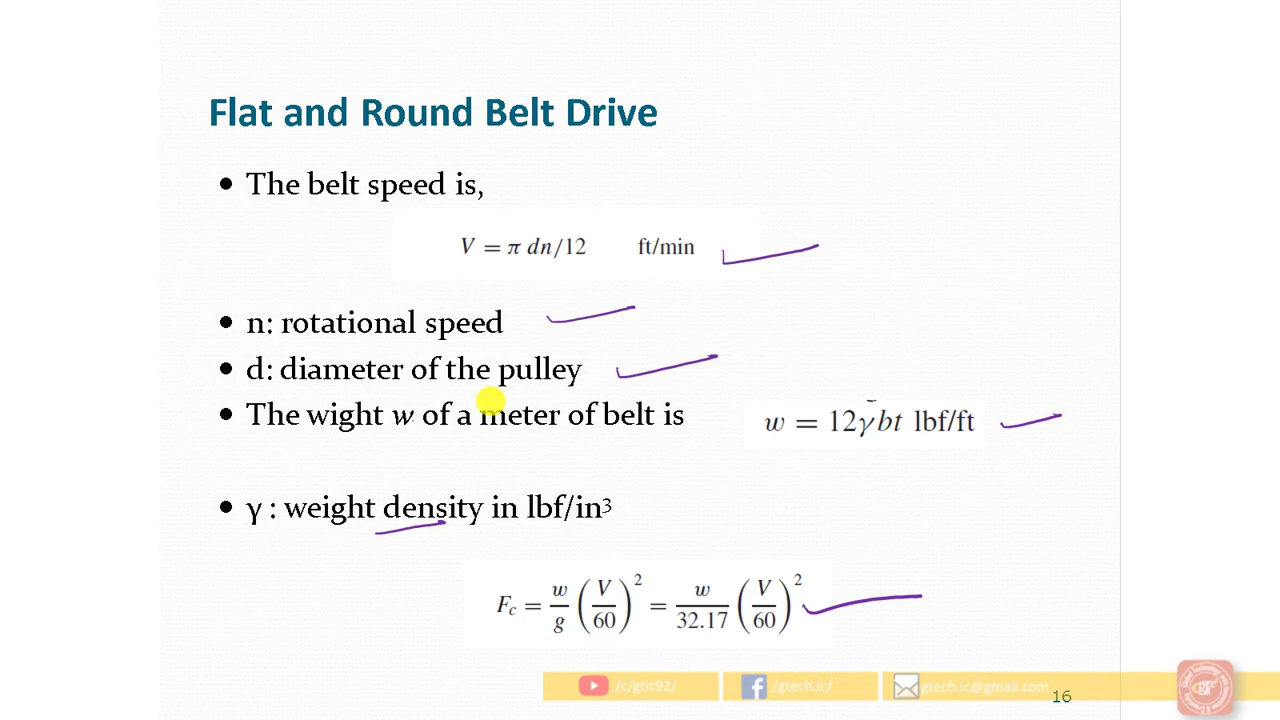 Flat and Round Belt Drive
• The belt speed is,
V = π dn/12 ft/min
• n: rotational speed
• d: diameter of the pulley
• The wight w of a meter of belt is w = 12γbt lbf/ft
• γ : weight density in lbf/in³
F_c = w/g (V/60)² = w/32.17 (V/60)²
/c/gtic92/ /gtech.ic/ gtech.ic@gmail.com
16